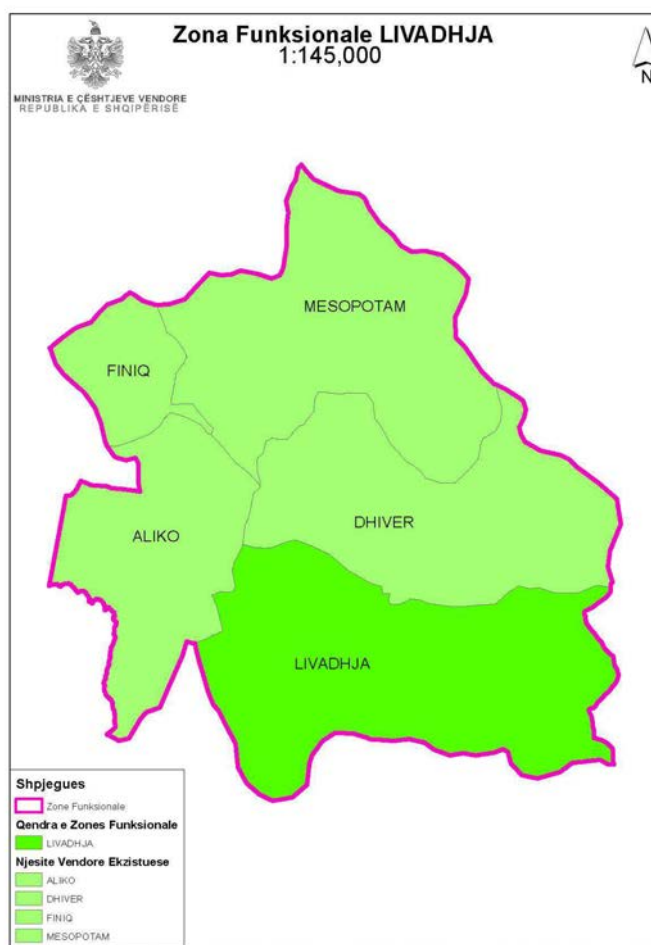 Zona Funksionale LIVADHJA
1:145,000
MINISTRIA E ÇËSHTJEVE VENDORE
REPUBLIKA E SHQIPËRISË
N
MESOPOTAM
FINIQ
DHIVER
ALIKO
LIVADHJA
Shpjegues
Zone Funksionale
Qendra e Zones Funksionale
LIVADHJA
Njesite Vendore Ekzistuese
ALIKO
DHIVER
FINIQ
MESOPOTAM